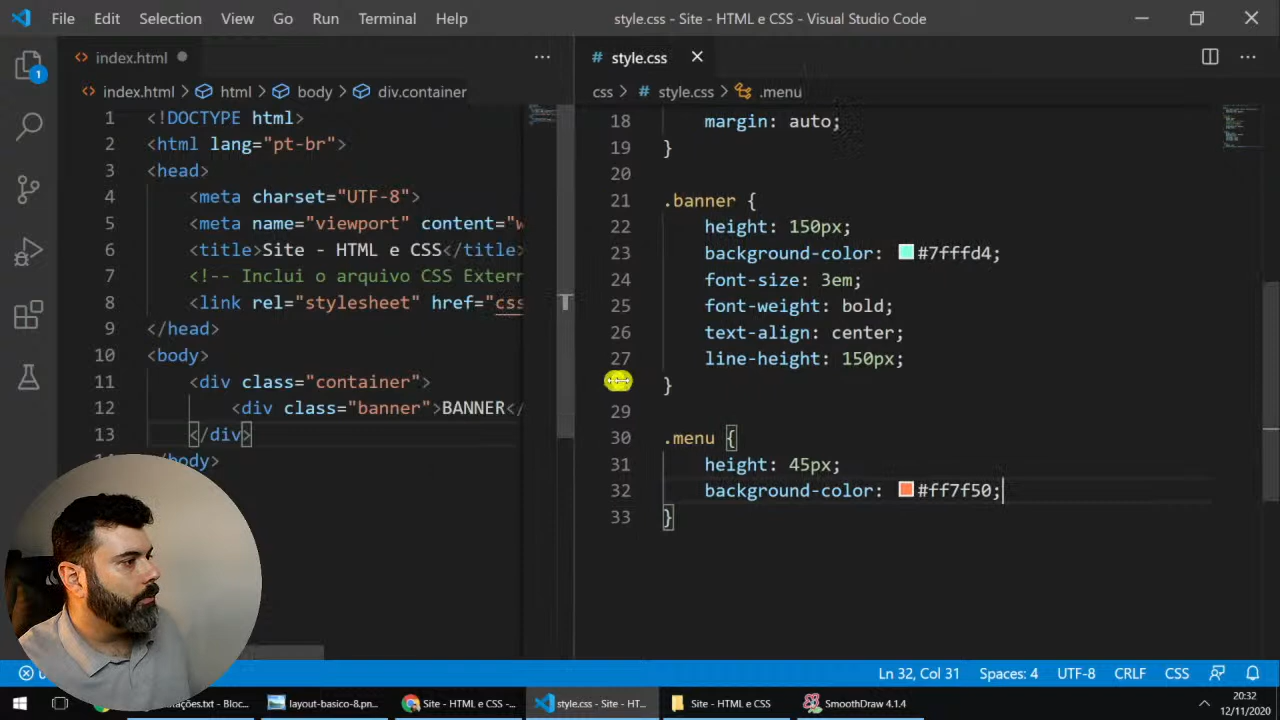 File Edit Selection View Go Run Terminal Help style.css - Site - HTML e CSS - Visual Studio Code
index.html
index.html > html > body > div.container
1 <!DOCTYPE html>
2 <html lang="pt-br">
3 <head>
4 <meta charset="UTF-8">
5 <meta name="viewport" content="w
6 <title>Site - HTML e CSS</title>
7 <!-- Inclui o arquivo CSS Extern
8 <link rel="stylesheet" href="css
9 </head>
10 <body>
11 <div class="container">
12 <div class="banner">BANNER</
13 </div>
</body>
style.css
css > # style.css > .menu
18 margin: auto;
19 }
20
21 .banner {
22 height: 150px;
23 background-color: #7fffd4;
24 font-size: 3em;
25 font-weight: bold;
26 text-align: center;
27 line-height: 150px;
}
29
30 .menu {
31 height: 45px;
32 background-color: #ff7f50;
33 }
1
Ln 32, Col 31 Spaces: 4 UTF-8 CRLF CSS
tações.txt - Bloc... layout-basico-8.pn... Site - HTML e CSS -... style.css - Site - HT... Site - HTML e CSS SmoothDraw 4.1.4
20:32
12/11/2020